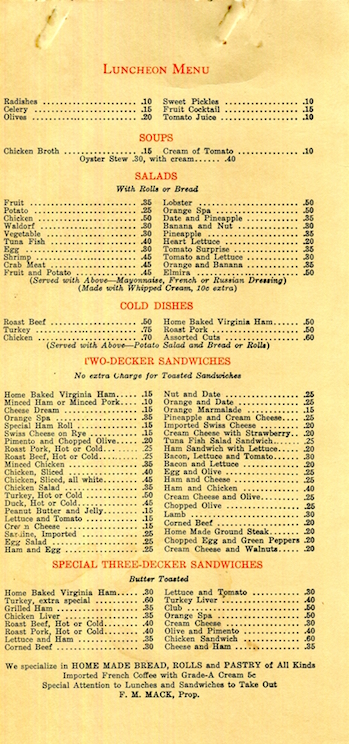 LUNCHEON MENU
Radishes .10 Sweet Pickles .10
Celery .15 Fruit Cocktail .15
Olives .20 Tomato Juice .10
SOUPS
Chicken Broth .15 Cream of Tomato .10
Oyster Stew .30, with cream...... .40
SALADS
With Rolls or Bread
Fruit .35 Lobster .50
Potato .25 Orange Spa .50
Chicken .50 Date and Pineapple .35
Waldorf .30 Banana and Nut .30
Vegetable .30 Pineapple .35
Tuna Fish .40 Heart Lettuce .20
Egg .30 Tomato Surprise .35
Shrimp .45 Tomato and Lettuce .30
Crab Meat .45 Orange and Banana .35
Fruit and Potato .45 Elmira .50
(Served with Above—Mayonnaise, French or Russian Dressing)
(Made with Whipped Cream, 10c extra)
COLD DISHES
Roast Beef .50 Home Baked Virginia Ham .50
Turkey .75 Roast Pork .50
Chicken .70 Assorted Cuts .60
(Served with Above—Potato Salad and Bread or Rolls)
TWO-DECKER SANDWICHES
No extra Charge for Toasted Sandwiches
Home Baked Virginia Ham .15 Nut and Date .25
Minced Ham or Minced Pork .10 Orange and Date .25
Cheese Dream .15 Orange Marmalade .15
Orange Spa .35 Pineapple and Cream Cheese .25
Special Ham Roll .15 Imported Swiss Cheese .20
Swiss Cheese on Rye .15 Cream Cheese with Strawberry .20
Pimento and Chopped Olive .20 Tuna Fish Salad Sandwich .25
Roast Pork, Hot or Cold .25 Ham Sandwich with Lettuce .20
Roast Beef, Hot or Cold .25 Bacon, Lettuce and Tomato .30
Minced Chicken .35 Bacon and Lettuce .20
Chicken, Sliced .40 Egg and Olive .25
Chicken, Sliced, all white .45 Ham and Cheese .25
Chicken Salad .35 Ham and Chicken .40
Turkey, Hot or Cold .50 Cream Cheese and Olive .25
Duck, Hot or Cold .45 Chopped Olive .25
Peanut Butter and Jelly .15 Lamb .30
Lettuce and Tomato .15 Corned Beef .20
Cream Cheese .15 Home Made Ground Steak .20
Sardine, Imported .25 Chopped Egg and Green Peppers .20
Egg Salad .25 Cream Cheese and Walnuts .20
Ham and Egg .25
SPECIAL THREE-DECKER SANDWICHES
Butter Toasted
Home Baked Virginia Ham .30 Lettuce and Tomato .30
Turkey, extra special .60 Turkey Liver .40
Grilled Ham .35 Club .50
Chicken Liver .35 Orange Spa .50
Roast Beef, Hot or Cold .40 Cream Cheese .30
Roast Pork, Hot or Cold .40 Olive and Pimento .40
Lettuce and Ham .35 Chicken Sandwich .60
Corned Beef .30 Cheese and Ham .35
We specialize in HOME MADE BREAD, ROLLS and PASTRY of All Kinds
Imported French Coffee with Grade-A Cream 5c
Special Attention to Lunches and Sandwiches to Take Out
F. M. MACK, Prop.